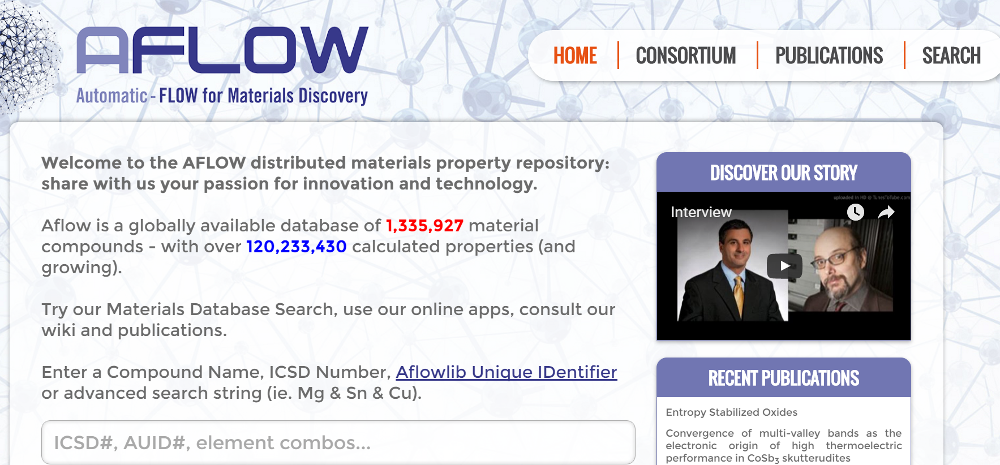 AFLOW
Automatic - FLOW for Materials Discovery
HOME
CONSORTIUM
PUBLICATIONS
SEARCH
Welcome to the AFLOW distributed materials property repository:
share with us your passion for innovation and technology.
Aflow is a globally available database of 1,335,927 material
compounds - with over 120,233,430 calculated properties (and
growing).
Try our Materials Database Search, use our online apps, consult our
wiki and publications.
Enter a Compound Name, ICSD Number, Aflowlib Unique IDentifier
or advanced search string (ie. Mg & Sn & Cu).
ICSD#, AUID#, element combos...
DISCOVER OUR STORY
uploaded in HD @ TunesToTube.com
Interview
RECENT PUBLICATIONS
Entropy Stabilized Oxides
Convergence of multi-valley bands as the
electronic origin of high thermoelectric
performance in CoSb₃ skutterudites